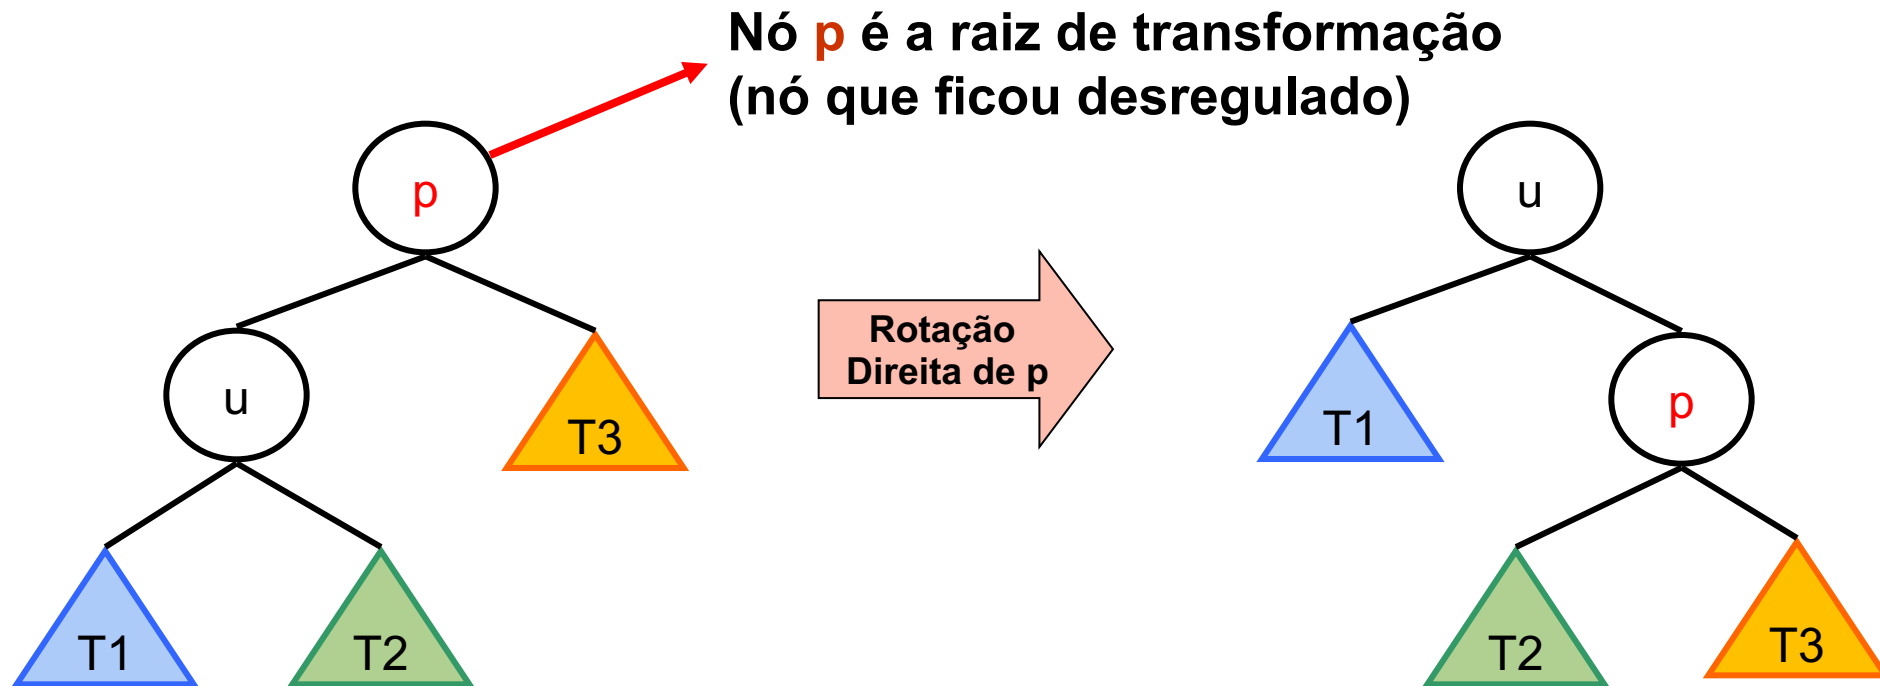 Nó p é a raiz de transformação
(nó que ficou desregulado)
p
u
T3
T1
T2
Rotação
Direita de p
u
T1
p
T2
T3